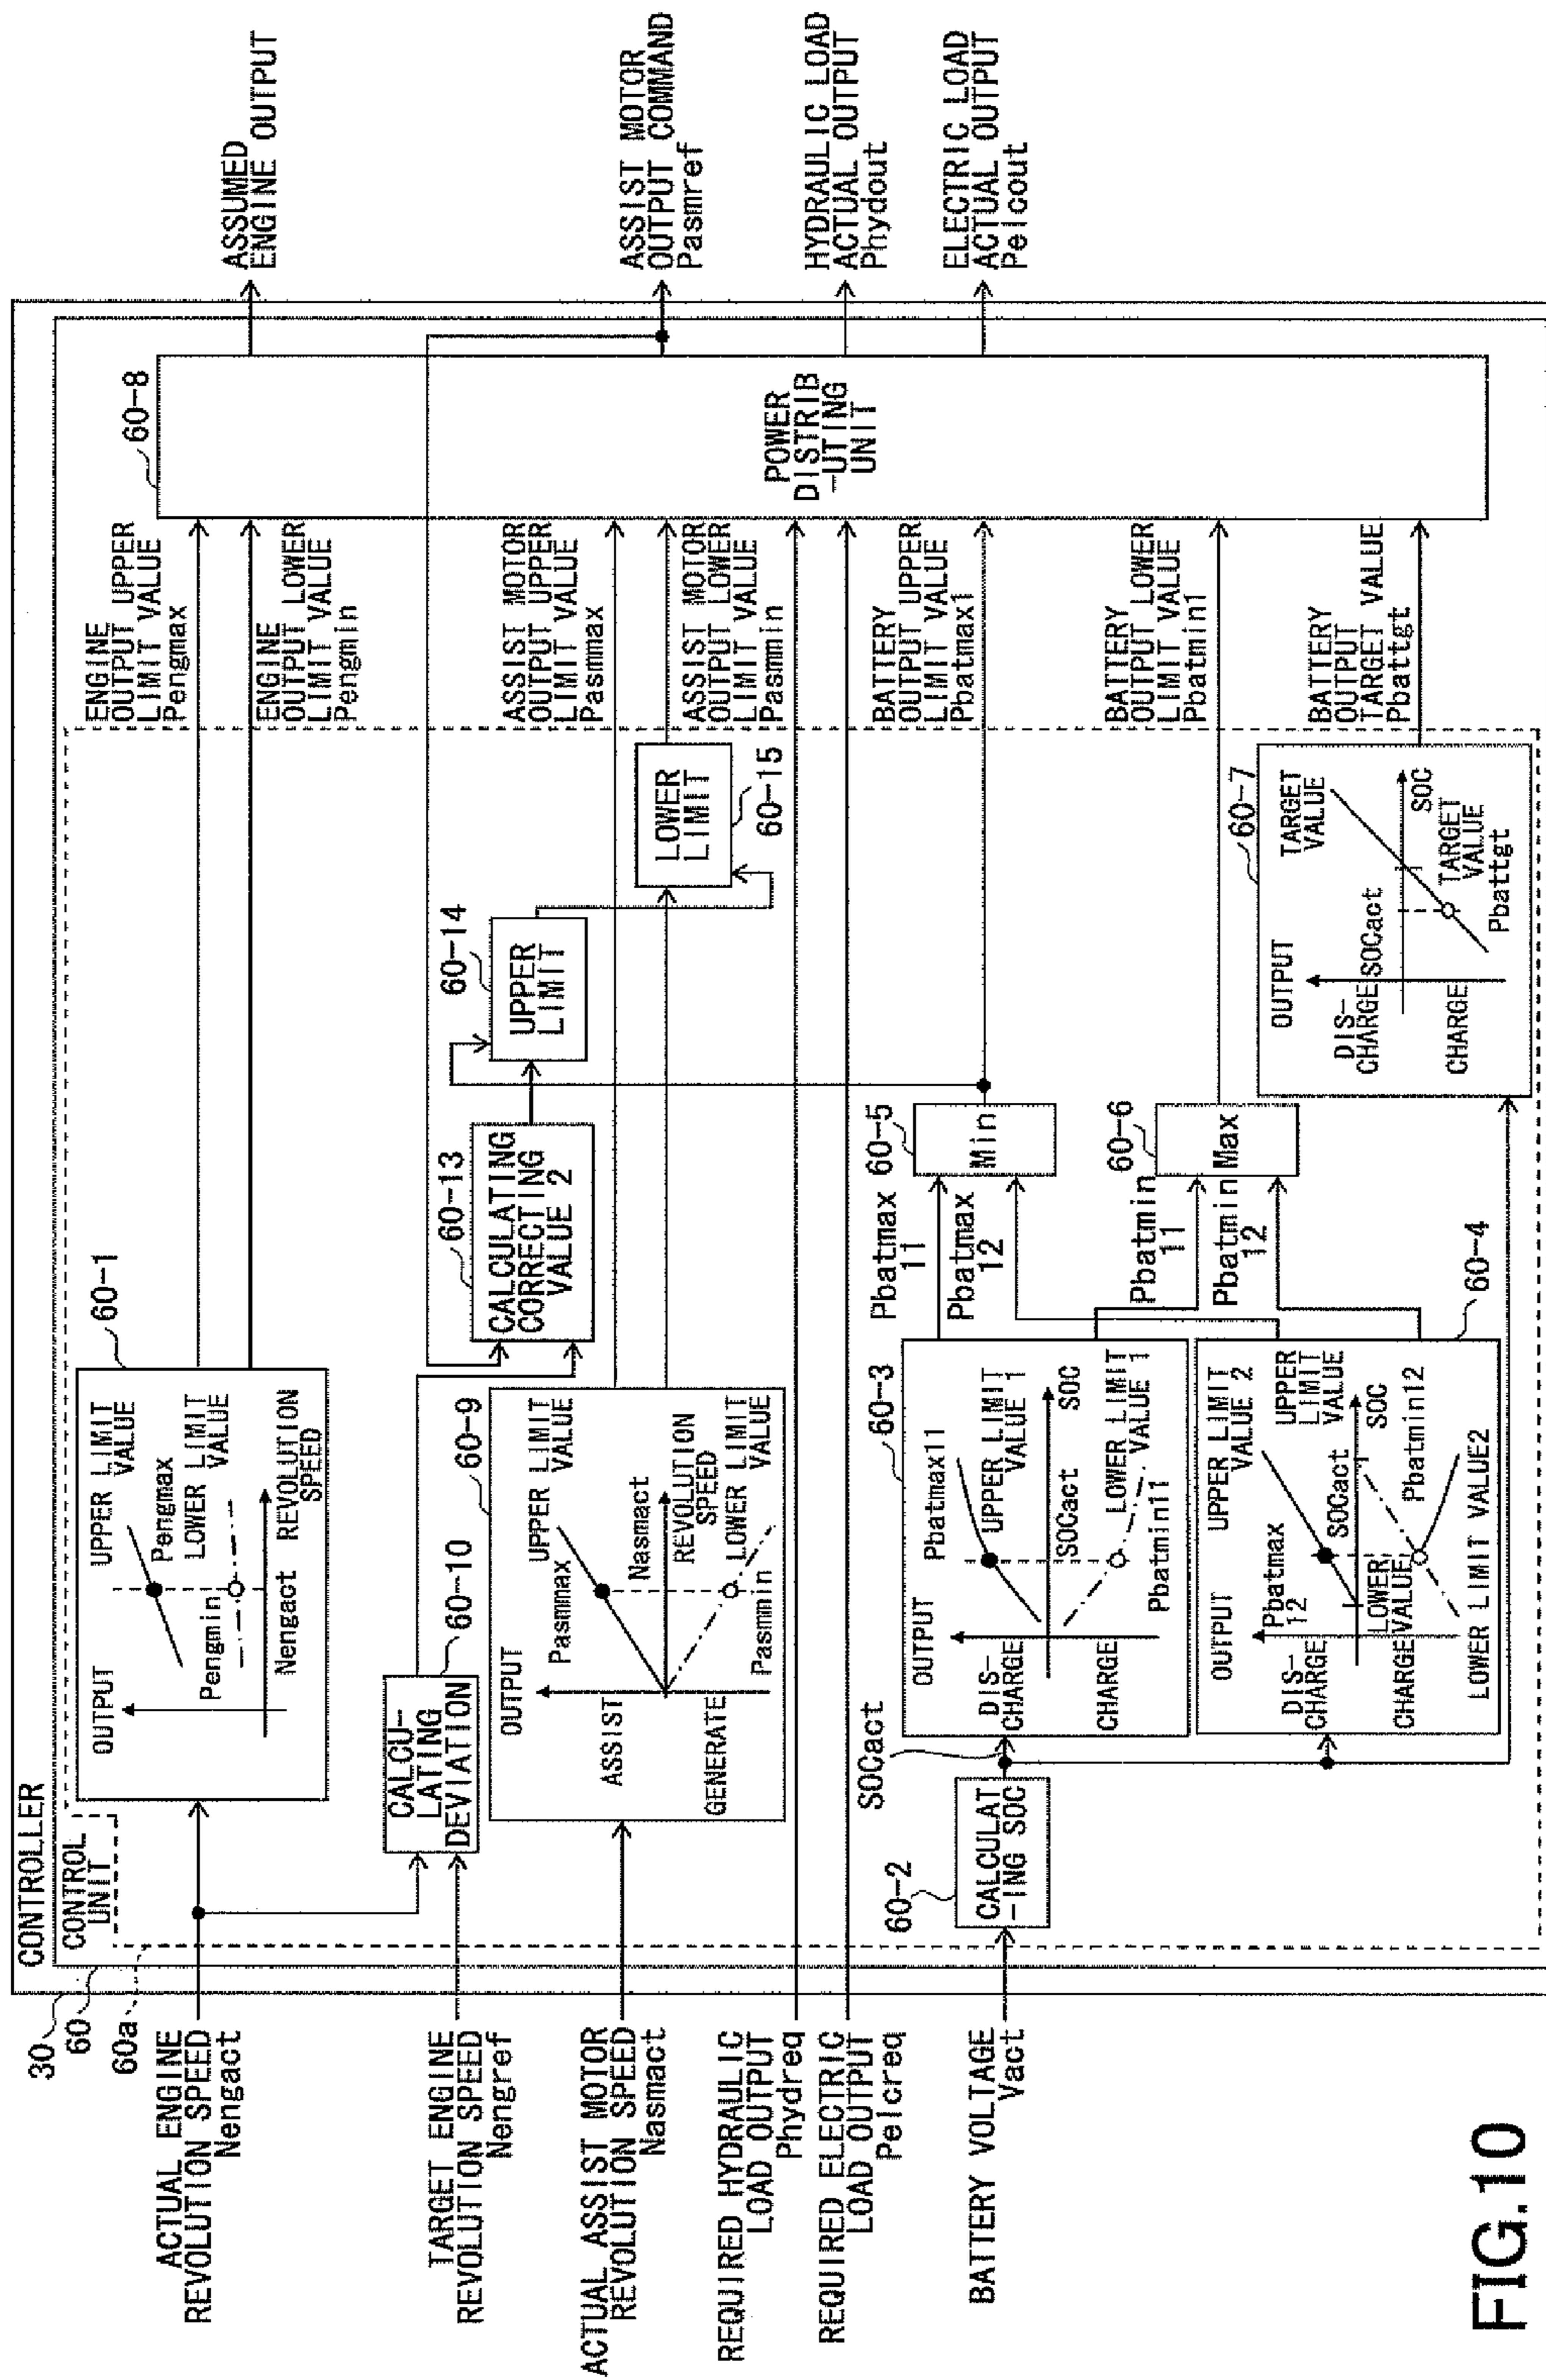 CONTROLLER
30
60
60a
CONTROL
UNIT
ACTUAL ENGINE
REVOLUTION SPEED
Nengact
TARGET ENGINE
REVOLUTION SPEED
Nengref
ACTUAL ASSIST MOTOR
REVOLUTION SPEED
Nasmact
REQUIRED HYDRAULIC
LOAD OUTPUT
Phydreq
REQUIRED ELECTRIC
LOAD OUTPUT
Pelcreq
BATTERY VOLTAGE
Vact
60-1
OUTPUT
UPPER LIMIT
VALUE
Pengmax
LOWER LIMIT
VALUE
Pengmin
Nengact
REVOLUTION
SPEED
60-10
CALCU-
LATING
DEVIATION
60-9
OUTPUT
UPPER LIMIT
VALUE
Pasmmax
Nasmact
ASSIST
REVOLUTION
SPEED
LOWER LIMIT
VALUE
GENERATE
Pasmmin
60-2
CALCULAT
-ING SOC
SOCact
60-3
OUTPUT
Pbatmax11
UPPER LIMIT
VALUE 1
DIS-
CHARGE
SOCact
SOC
CHARGE
LOWER LIMIT
VALUE 1
Pbatmin11
60-4
OUTPUT
UPPER LIMIT
VALUE 2
Pbatmax
12
UPPER
LIMIT
VALUE
DIS-
CHARGE
SOCact
SOC
LOWER
VALUE
CHARGE
Pbatmin12
LOWER LIMIT VALUE2
60-13
CALCULATING
CORRECTING
VALUE 2
60-14
UPPER
LIMIT
60-15
LOWER
LIMIT
Pbatmax
11
Pbatmax
12
60-5
Min
Pbatmin
11
Pbatmin
12
60-6
Max
60-7
OUTPUT
TARGET
VALUE
DIS-
CHARGE
SOCact
SOC
CHARGE
TARGET
VALUE
Pbattgt
ENGINE
OUTPUT UPPER
LIMIT VALUE
Pengmax
ENGINE
OUTPUT LOWER
LIMIT VALUE
Pengmin
ASSIST MOTOR
OUTPUT UPPER
LIMIT VALUE
Pasmmax
ASSIST MOTOR
OUTPUT LOWER
LIMIT VALUE
Pasmmin
BATTERY
OUTPUT UPPER
LIMIT VALUE
Pbatmax1
BATTERY
OUTPUT LOWER
LIMIT VALUE
Pbatmin1
BATTERY
OUTPUT
TARGET VALUE
Pbattgt
60-8
POWER
DISTRIB
-UTING
UNIT
ASSUMED
ENGINE OUTPUT
ASSIST MOTOR
OUTPUT COMMAND
Pasmref
HYDRAULIC LOAD
ACTUAL OUTPUT
Phydout
ELECTRIC LOAD
ACTUAL OUTPUT
Pelcout
FIG.10